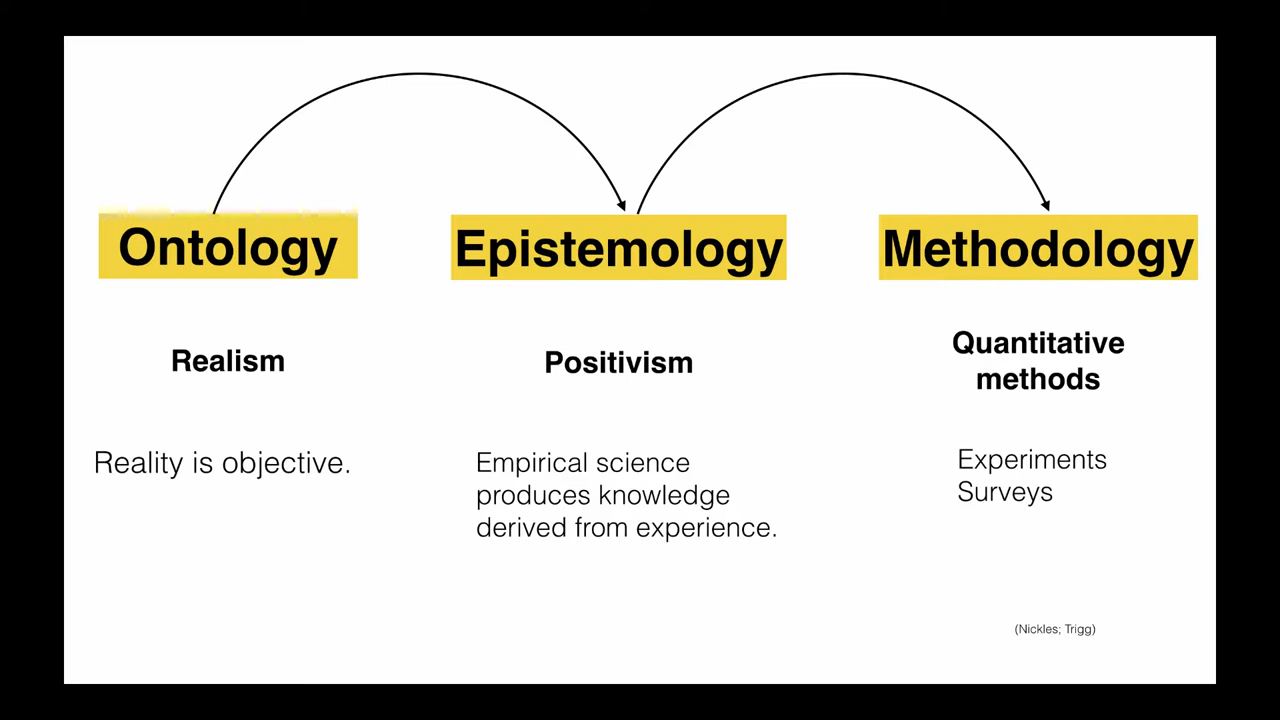 Ontology
Epistemology
Methodology
Realism
Positivism
Quantitative
methods
Reality is objective.
Empirical science
produces knowledge
derived from experience.
Experiments
Surveys
(Nickles; Trigg)